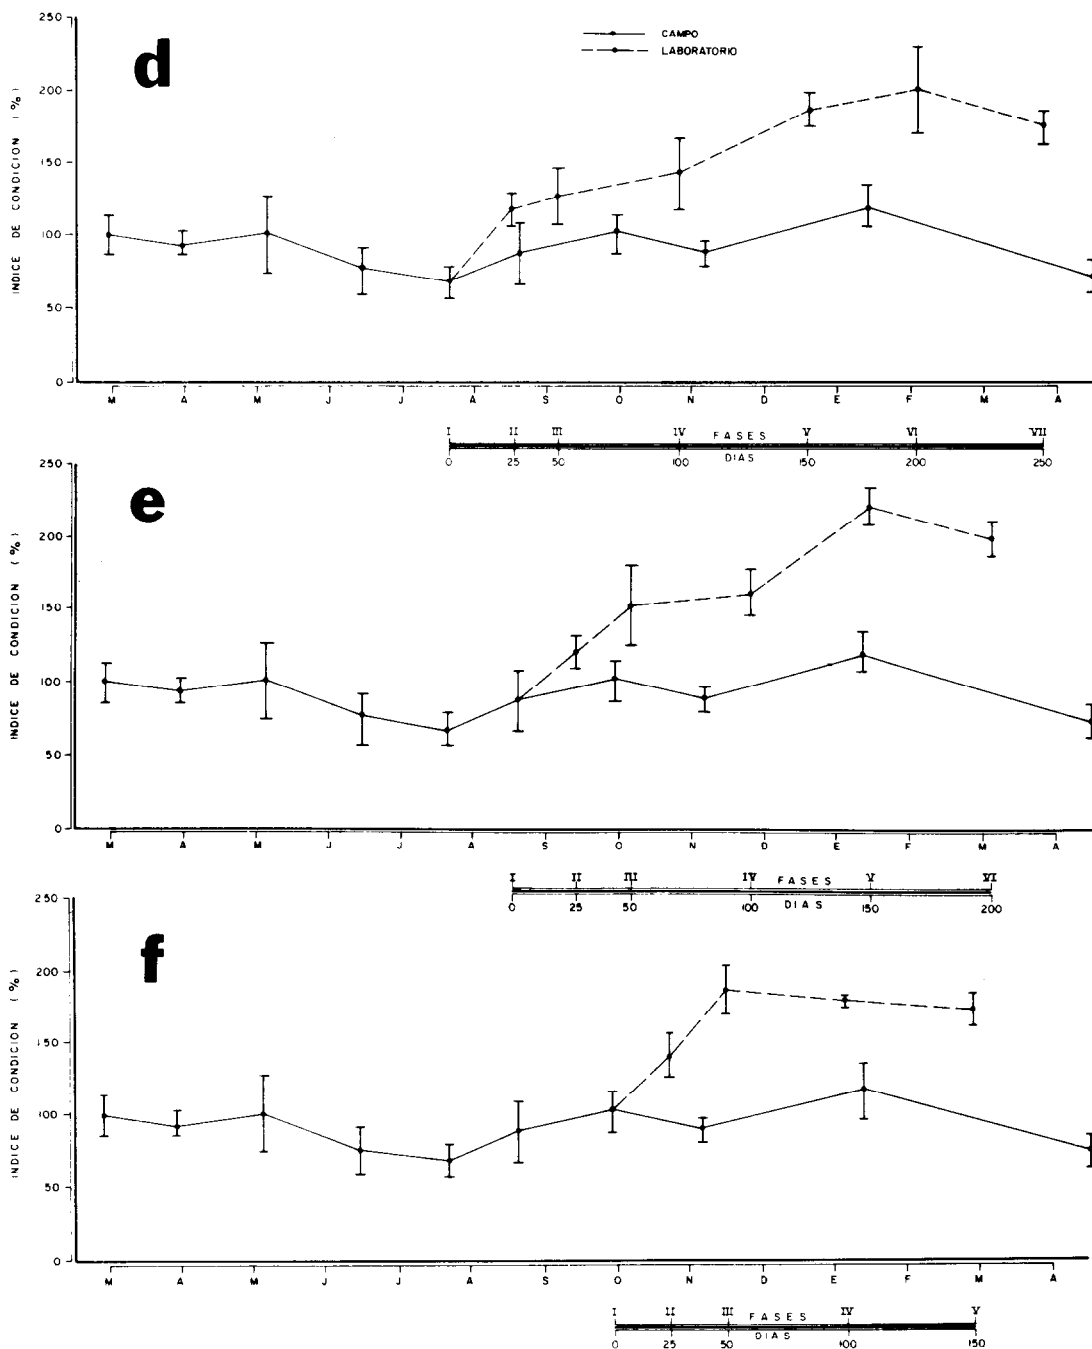 d
CAMPO
LABORATORIO
INDICE DE CONDICION (%)
250
200
150
100
50
0
M A M J J A S O N D E F M A
I II III IV V VI VII
FASES
0 25 50 100 150 200 250
DIAS
e
INDICE DE CONDICION (%)
250
200
150
100
50
0
M A M J J A S O N D E F M A
I II III IV V VI
FASES
0 25 50 100 150 200
DIAS
f
INDICE DE CONDICION (%)
250
200
150
100
50
0
M A M J J A S O N D E F M A
I II III IV V
FASES
0 25 50 100 150
DIAS